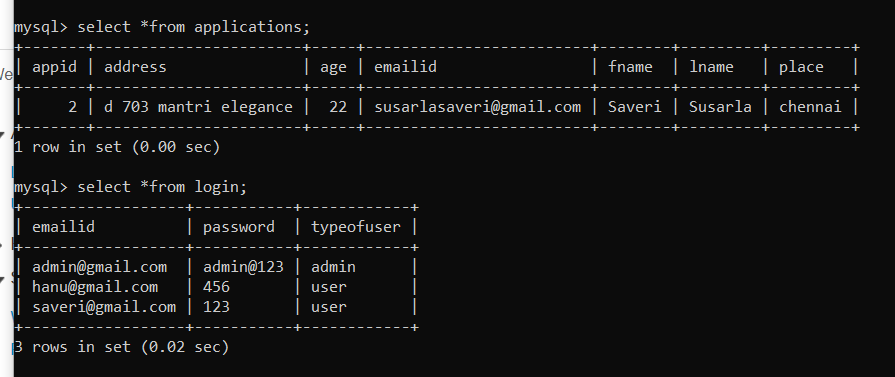 mysql> select *from applications;
+-------+----------------------+-----+-------------------------+--------+---------+---------+
| appid | address              | age | emailid                 | fname  | lname   | place   |
+-------+----------------------+-----+-------------------------+--------+---------+---------+
|     2 | d 703 mantri elegance |  22 | susarlasaveri@gmail.com | Saveri | Susarla | chennai |
+-------+----------------------+-----+-------------------------+--------+---------+---------+
1 row in set (0.00 sec)
mysql> select *from login;
+------------------+-----------+------------+
| emailid          | password  | typeofuser |
+------------------+-----------+------------+
| admin@gmail.com  | admin@123 | admin      |
| hanu@gmail.com   | 456       | user       |
| saveri@gmail.com | 123       | user       |
+------------------+-----------+------------+
3 rows in set (0.02 sec)